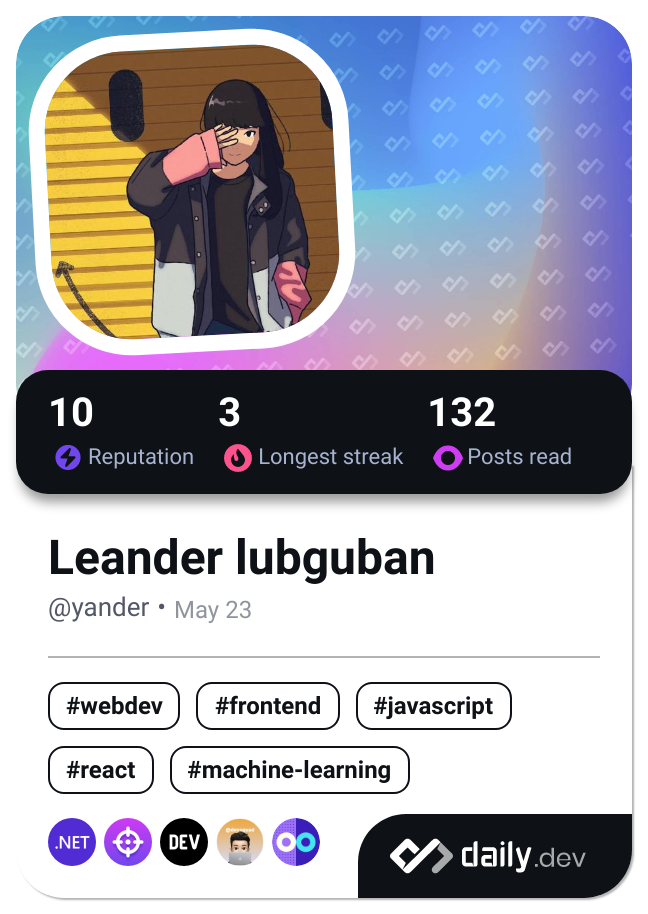 10 3 132
Reputation Longest streak Posts read
Leander lubguban
@yander • May 23
#webdev #frontend #javascript
#react #machine-learning
.NET DEV
daily.dev